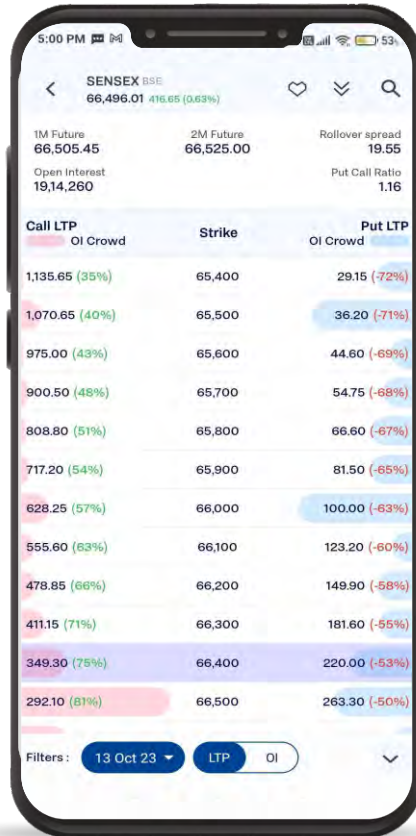 5:00 PM 53
SENSEX BSE
66,496.01 416.65 (0.63%)
1M Future 2M Future Rollover spread
66,505.45 66,525.00 19.55
Open Interest Put Call Ratio
19,14,260 1.16
Call LTP Strike Put LTP
OI Crowd OI Crowd
1,135.65 (35%) 65,400 29.15 (-72%)
1,070.65 (40%) 65,500 36.20 (-71%)
975.00 (43%) 65,600 44.60 (-69%)
900.50 (48%) 65,700 54.75 (-68%)
808.80 (51%) 65,800 66.60 (-67%)
717.20 (54%) 65,900 81.50 (-65%)
628.25 (57%) 66,000 100.00 (-63%)
555.60 (63%) 66,100 123.20 (-60%)
478.85 (66%) 66,200 149.90 (-58%)
411.15 (71%) 66,300 181.60 (-55%)
349.30 (75%) 66,400 220.00 (-53%)
292.10 (81%) 66,500 263.30 (-50%)
Filters : 13 Oct 23 LTP OI